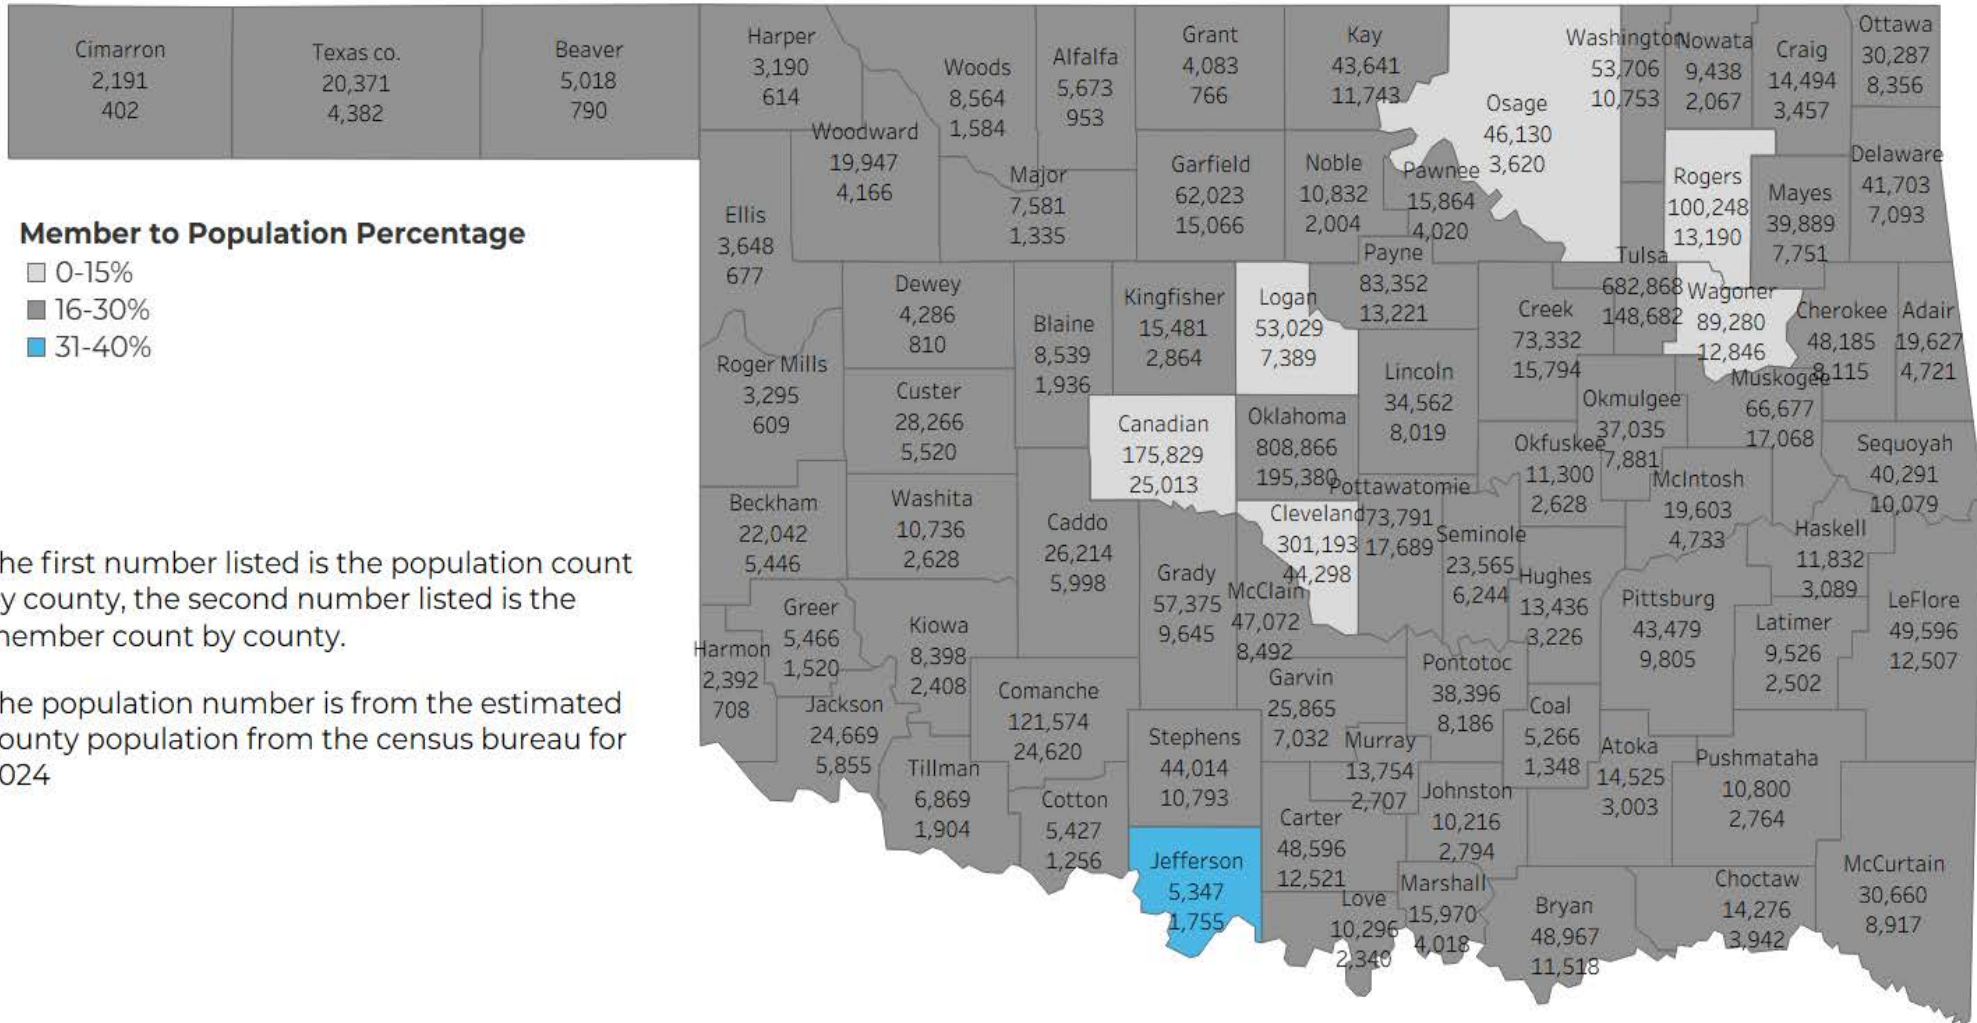 Cimarron
2,191
402
Texas co.
20,371
4,382
Beaver
5,018
790
Harper
3,190
614
Woods
8,564
1,584
Alfalfa
5,673
953
Grant
4,083
766
Kay
43,641
11,743
Osage
46,130
3,620
Washington
53,706
10,753
Nowata
9,438
2,067
Craig
14,494
3,457
Ottawa
30,287
8,356
Woodward
19,947
4,166
Major
7,581
1,335
Garfield
62,023
15,066
Noble
10,832
2,004
Pawnee
15,864
4,020
Rogers
100,248
13,190
Mayes
39,889
7,751
Delaware
41,703
7,093
Member to Population Percentage
0-15%
16-30%
31-40%
Ellis
3,648
677
Dewey
4,286
810
Blaine
8,539
1,936
Kingfisher
15,481
2,864
Logan
53,029
7,389
Payne
83,352
13,221
Creek
73,332
15,794
Tulsa
682,868
148,682
Wagoner
89,280
12,846
Cherokee
48,185
8,115
Adair
19,627
4,721
Roger Mills
3,295
609
Custer
28,266
5,520
Canadian
175,829
25,013
Oklahoma
808,866
195,380
Lincoln
34,562
8,019
Okfuskee
11,300
2,628
Okmulgee
37,035
7,881
Muskogee
66,677
17,068
Sequoyah
40,291
10,079
Beckham
22,042
5,446
Washita
10,736
2,628
Caddo
26,214
5,998
Grady
57,375
9,645
McClain
47,072
8,492
Cleveland
301,193
44,298
Pottawatomie
73,791
17,689
Seminole
23,565
6,244
Hughes
13,436
3,226
McIntosh
19,603
4,733
Haskell
11,832
3,089
Pittsburg
43,479
9,805
Latimer
9,526
2,502
LeFlore
49,596
12,507
he first number listed is the population count
y county, the second number listed is the
nember count by county.
he population number is from the estimated
ounty population from the census bureau for
024
Harmon
2,392
708
Greer
5,466
1,520
Kiowa
8,398
2,408
Jackson
24,669
5,855
Tillman
6,869
1,904
Comanche
121,574
24,620
Cotton
5,427
1,256
Stephens
44,014
10,793
Jefferson
5,347
1,755
Garvin
25,865
7,032
Murray
13,754
2,707
Carter
48,596
12,521
Love
10,296
2,340
Pontotoc
38,396
8,186
Johnston
10,216
2,794
Marshall
15,970
4,018
Coal
5,266
1,348
Atoka
14,525
3,003
Bryan
48,967
11,518
Pushmataha
10,800
2,764
Choctaw
14,276
3,942
McCurtain
30,660
8,917